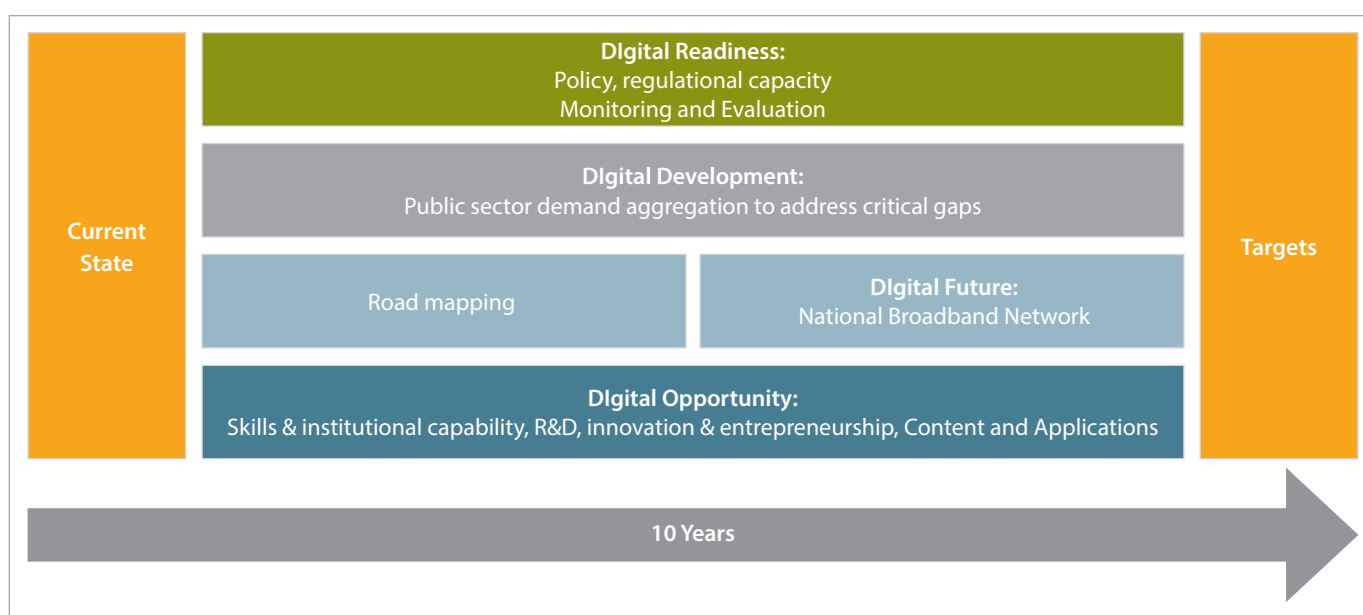 Current
State
DIgital Readiness:
Policy, regulational capacity
Monitoring and Evaluation
DIgital Development:
Public sector demand aggregation to address critical gaps
Road mapping
DIgital Future:
National Broadband Network
DIgital Opportunity:
Skills & institutional capability, R&D, innovation & entrepreneurship, Content and Applications
Targets
10 Years